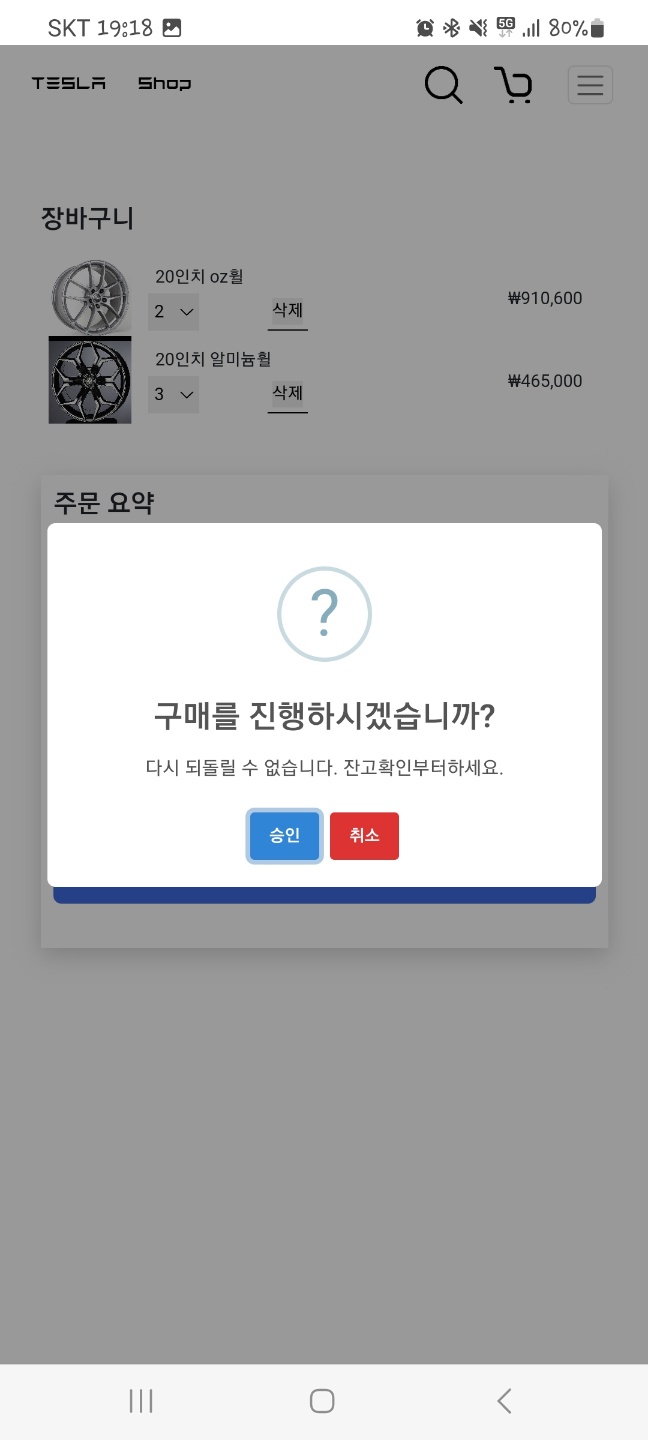 SKT 19:18 5G 80%
TESLA Shop
장바구니
20인치 oz휠
2 삭제 ₩910,600
20인치 알미늄휠
3 삭제 ₩465,000
주문 요약
?
구매를 진행하시겠습니까?
다시 되돌릴 수 없습니다. 잔고확인부터하세요.
승인 취소